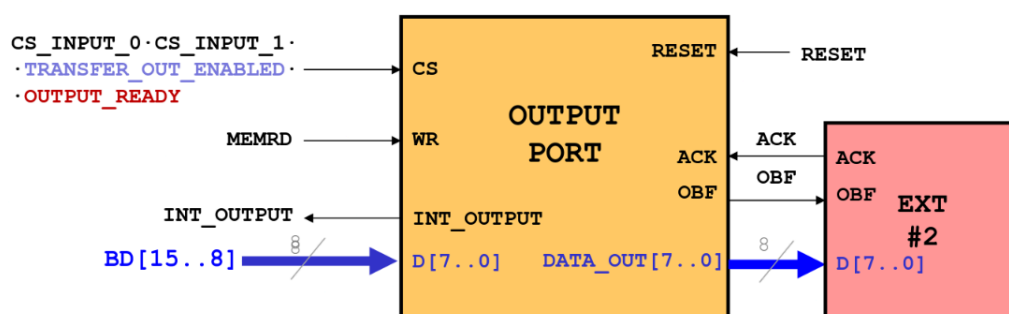 CS_INPUT_0·CS_INPUT_1·
·TRANSFER_OUT_ENABLED·
·OUTPUT_READY
CS
RESET
RESET
OUTPUT
PORT
MEMRD
WR
ACK
ACK
ACK
OBF
OBF
OBF
EXT
#2
INT_OUTPUT
INT_OUTPUT
BD[15..8]
8
8
D[7..0]
DATA_OUT[7..0]
8
D[7..0]